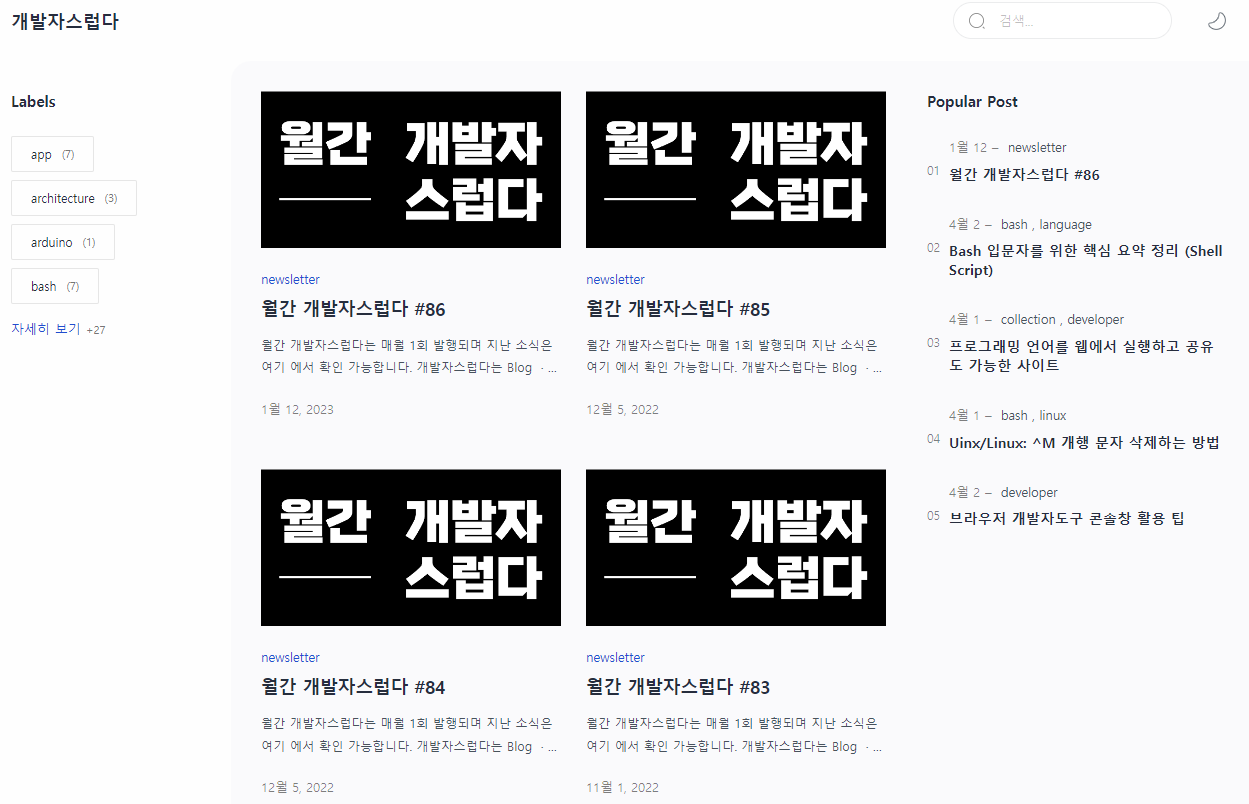 개발자스럽다
검색...
Labels
app (7)
architecture (3)
arduino (1)
bash (7)
자세히 보기 +27
월간 개발자
스럽다
newsletter
월간 개발자스럽다 #86
월간 개발자스럽다는 매월 1회 발행되며 지난 소식은
여기 에서 확인 가능합니다. 개발자스럽다는 Blog · ...
1월 12, 2023
월간 개발자
스럽다
newsletter
월간 개발자스럽다 #85
월간 개발자스럽다는 매월 1회 발행되며 지난 소식은
여기 에서 확인 가능합니다. 개발자스럽다는 Blog · ...
12월 5, 2022
월간 개발자
스럽다
newsletter
월간 개발자스럽다 #84
월간 개발자스럽다는 매월 1회 발행되며 지난 소식은
여기 에서 확인 가능합니다. 개발자스럽다는 Blog · ...
12월 5, 2022
월간 개발자
스럽다
newsletter
월간 개발자스럽다 #83
월간 개발자스럽다는 매월 1회 발행되며 지난 소식은
여기 에서 확인 가능합니다. 개발자스럽다는 Blog · ...
11월 1, 2022
Popular Post
1월 12 – newsletter
01 월간 개발자스럽다 #86
4월 2 – bash , language
02 Bash 입문자를 위한 핵심 요약 정리 (Shell
Script)
4월 1 – collection , developer
03 프로그래밍 언어를 웹에서 실행하고 공유
도 가능한 사이트
4월 1 – bash , linux
04 Uinx/Linux: ^M 개행 문자 삭제하는 방법
4월 2 – developer
05 브라우저 개발자도구 콘솔창 활용 팁